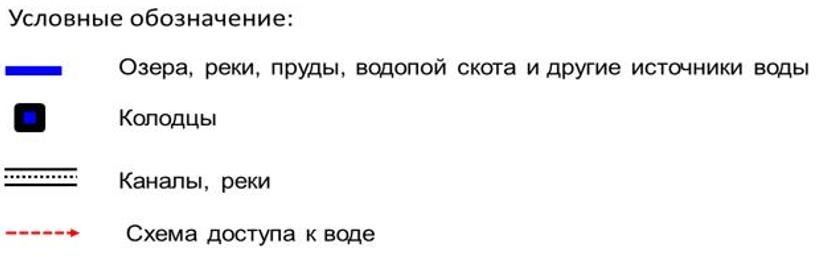 Условные обозначение:
Озера, реки, пруды, водопой скота и другие источники воды
Колодцы
Каналы, реки
Схема доступа к воде